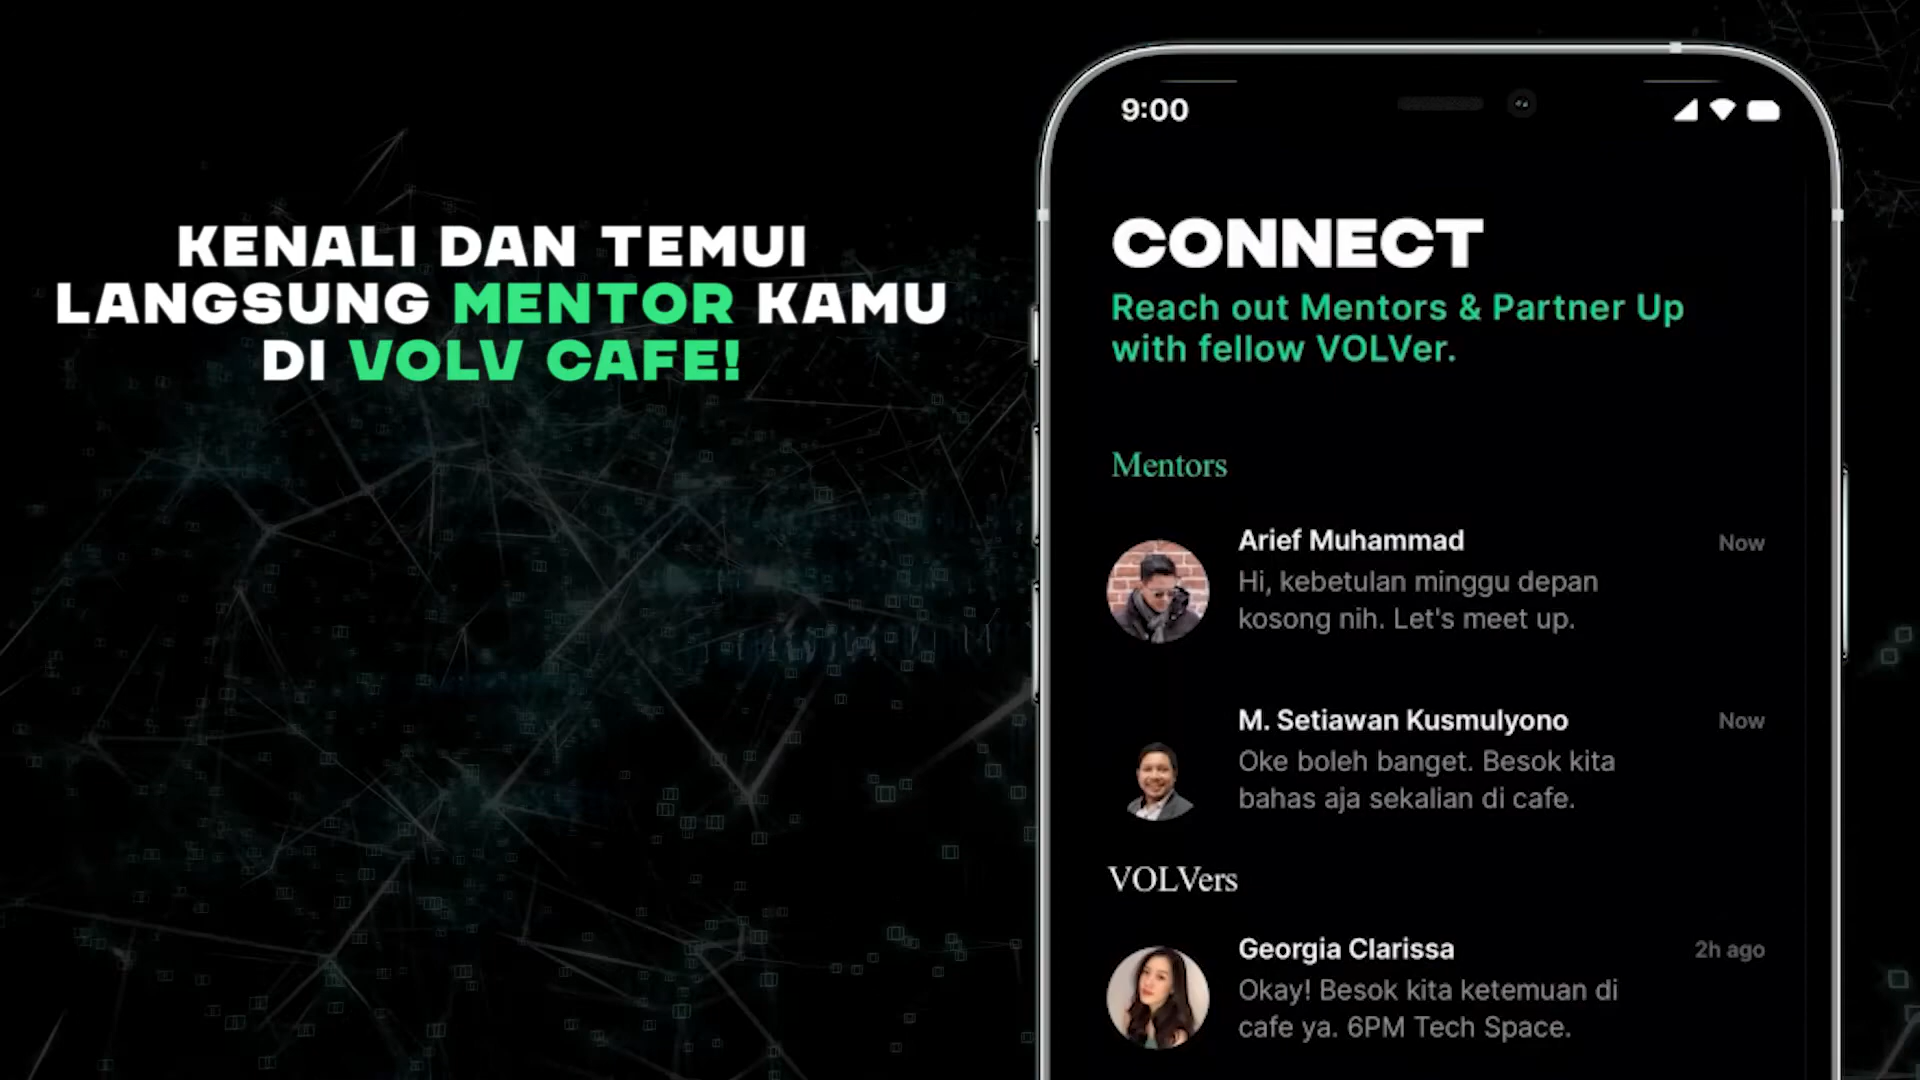 KENALI DAN TEMUI
LANGSUNG MENTOR KAMU
DI VOLV CAFE!
9:00
CONNECT
Reach out Mentors & Partner Up
with fellow VOLVer.
Mentors
Arief Muhammad
Now
Hi, kebetulan minggu depan
kosong nih. Let's meet up.
M. Setiawan Kusmulyono
Now
Oke boleh banget. Besok kita
bahas aja sekalian di cafe.
VOLVers
Georgia Clarissa
2h ago
Okay! Besok kita ketemuan di
cafe ya. 6PM Tech Space.